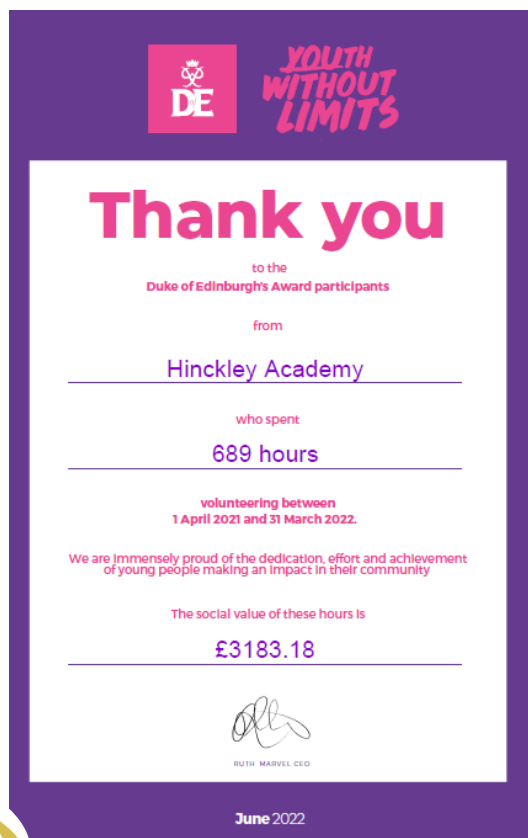 DE
YOUTH
WITHOUT
LIMITS
Thank you
to the
Duke of Edinburgh's Award participants
from
Hinckley Academy
who spent
689 hours
volunteering between
1 April 2021 and 31 March 2022.
We are immensely proud of the dedication, effort and achievement
of young people making an impact in their community
The social value of these hours is
£3183.18
RUTH MARVEL CEO
June 2022